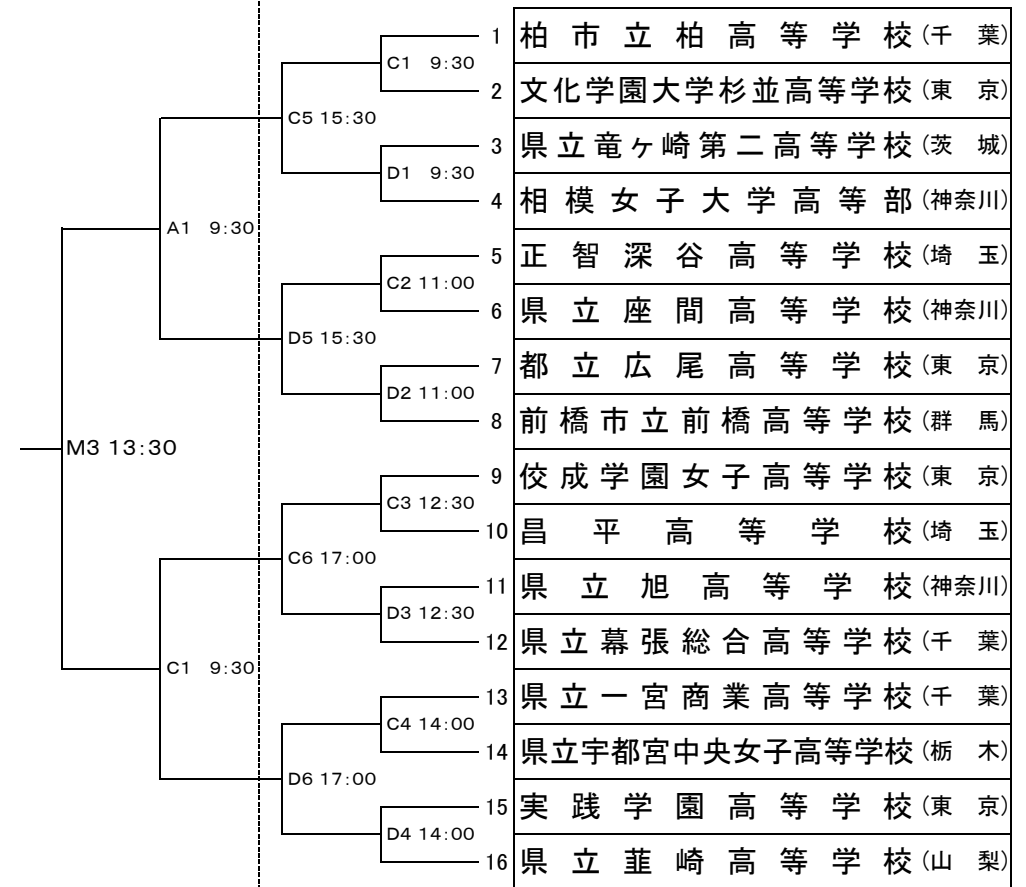 1 柏市立柏高等学校 (千 葉)
C1 9:30
2 文化学園大学杉並高等学校 (東 京)
C5 15:30
3 県立竜ヶ崎第二高等学校 (茨 城)
D1 9:30
4 相模女子大学高等部 (神奈川)
A1 9:30
5 正智深谷高等学校 (埼 玉)
C2 11:00
6 県立座間高等学校 (神奈川)
D5 15:30
7 都立広尾高等学校 (東 京)
D2 11:00
8 前橋市立前橋高等学校 (群 馬)
M3 13:30
9 佼成学園女子高等学校 (東 京)
C3 12:30
10 昌平高等学校 (埼 玉)
C6 17:00
11 県立旭高等学校 (神奈川)
D3 12:30
12 県立幕張総合高等学校 (千 葉)
C1 9:30
13 県立一宮商業高等学校 (千 葉)
C4 14:00
14 県立宇都宮中央女子高等学校 (栃 木)
D6 17:00
15 実践学園高等学校 (東 京)
D4 14:00
16 県立韮崎高等学校 (山 梨)